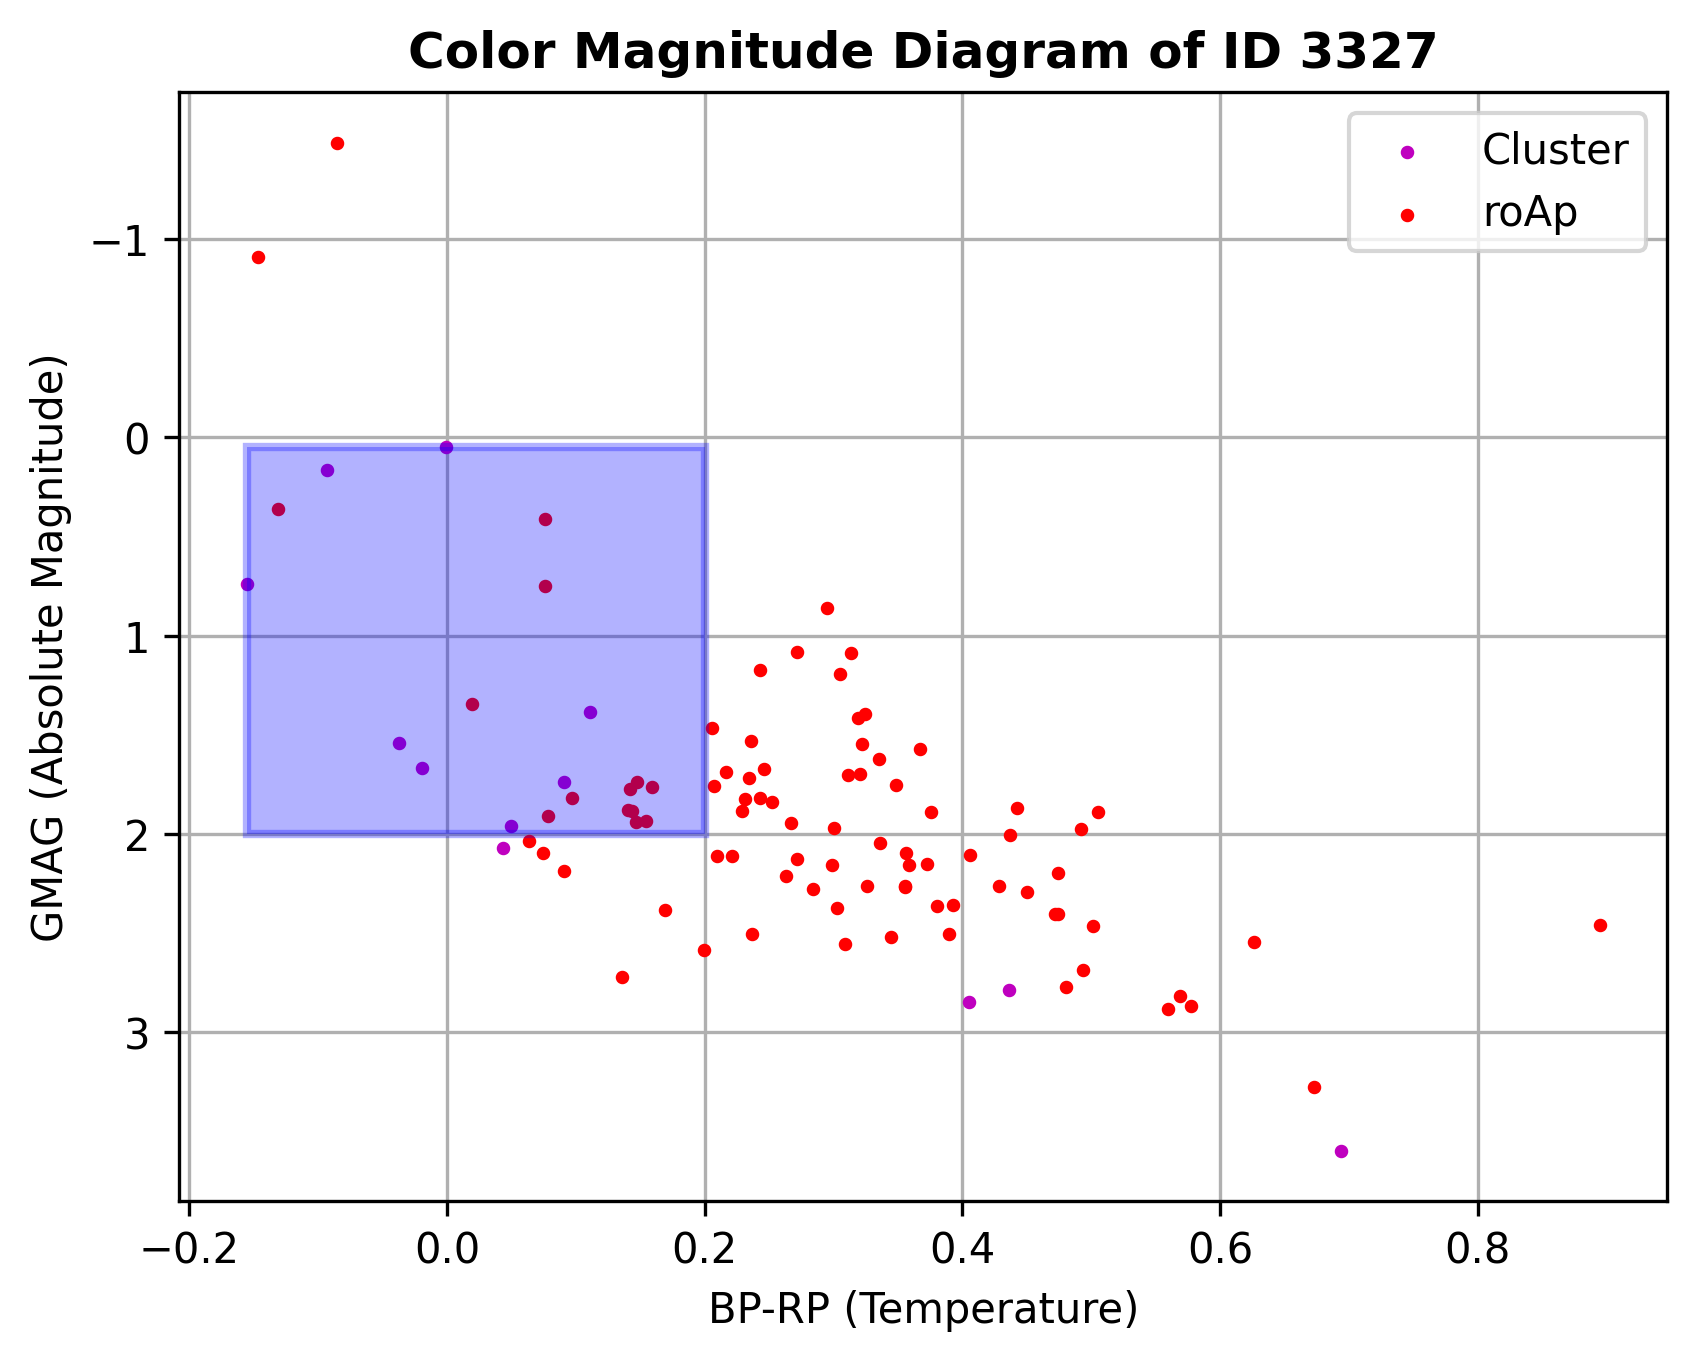 Color Magnitude Diagram of ID 3327
Cluster
roAp
GMAG (Absolute Magnitude)
−1
0
1
2
3
−0.2 0.0 0.2 0.4 0.6 0.8
BP-RP (Temperature)